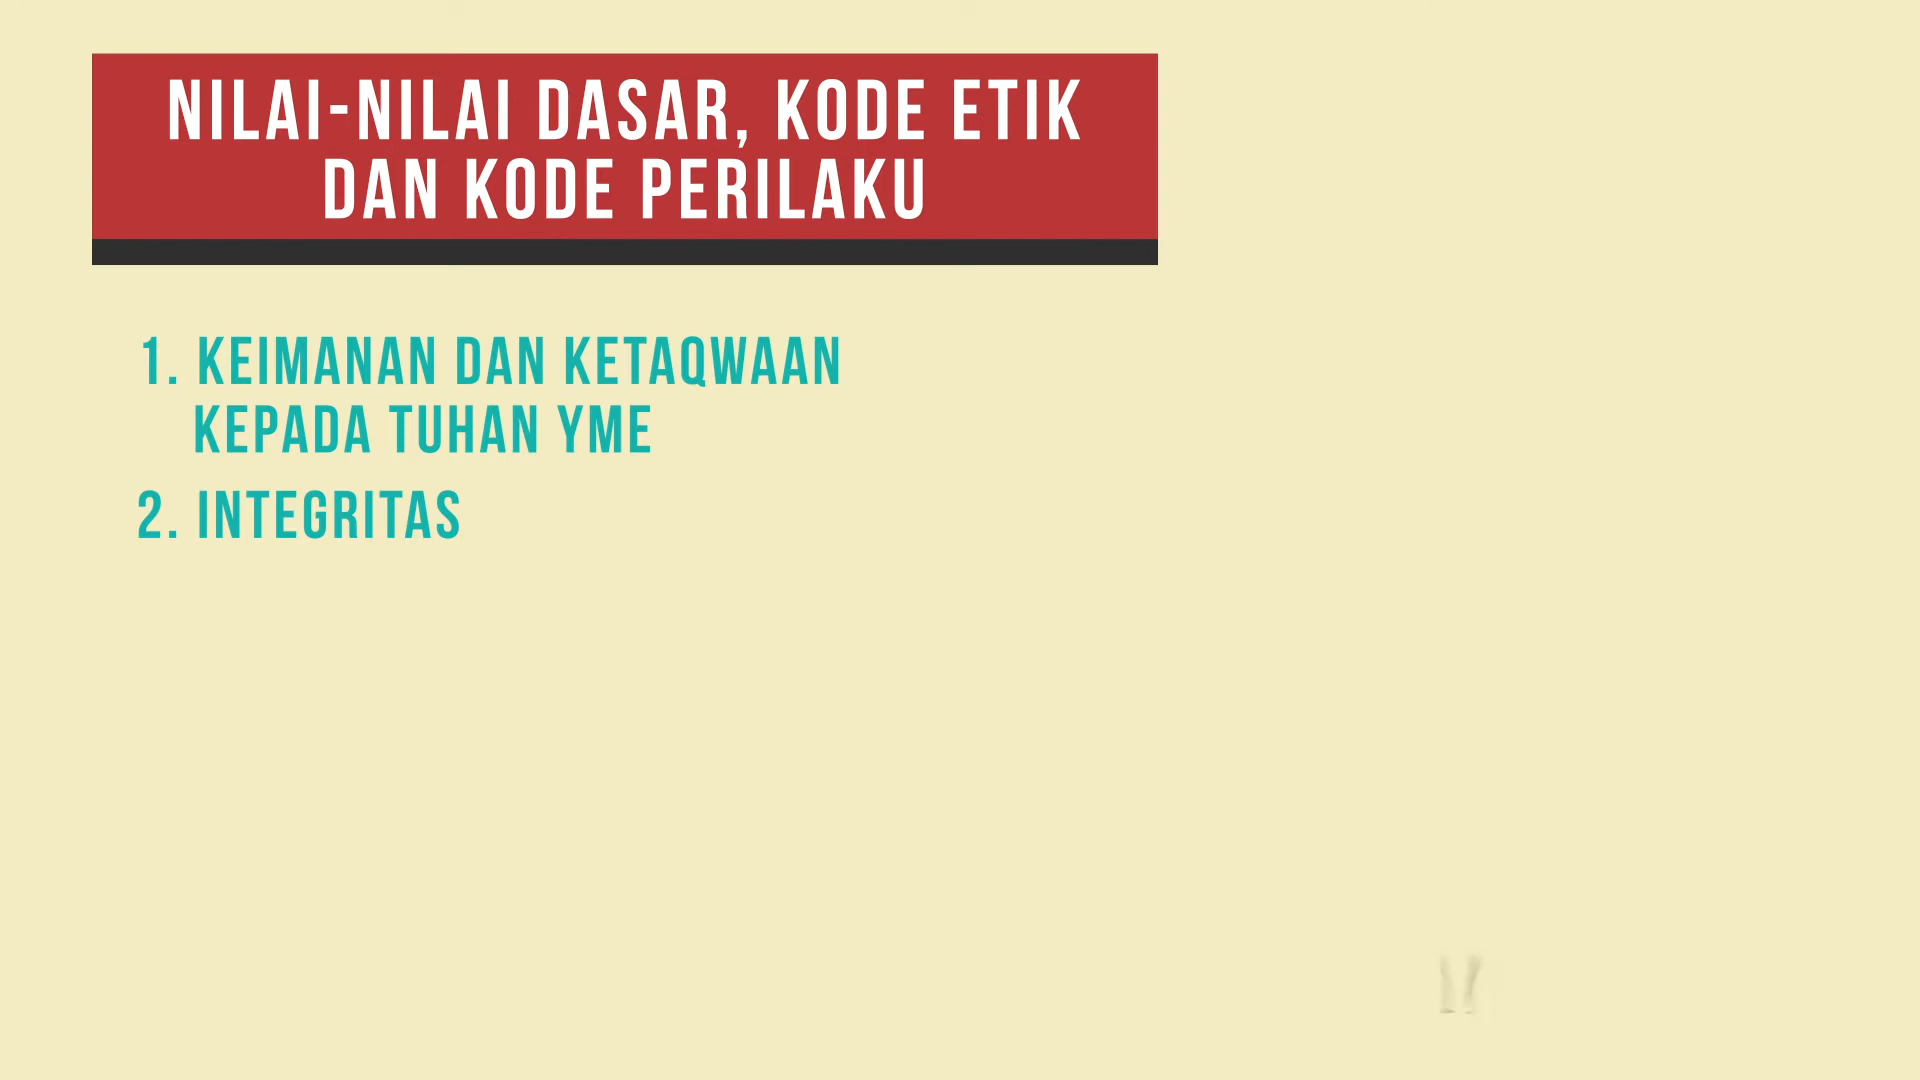 NILAI-NILAI DASAR, KODE ETIK
DAN KODE PERILAKU
1. KEIMANAN DAN KETAQWAAN
KEPADA TUHAN YME
2. INTEGRITAS